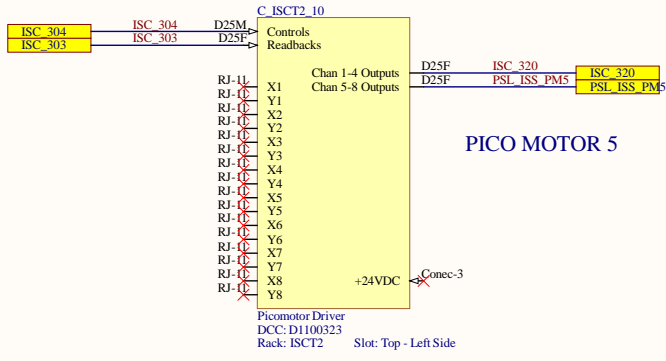 C_ISCT2_10
ISC_304 ISC_304 D25M Controls
ISC_303 ISC_303 D25F Readbacks
Chan 1-4 Outputs D25F ISC_320 ISC_320
Chan 5-8 Outputs D25F PSL_ISS_PM5 PSL_ISS_PM5
RJ-11 X1
RJ-11 Y1
RJ-11 X2
RJ-11 Y2
RJ-11 X3
RJ-11 Y3
RJ-11 X4
RJ-11 Y4
RJ-11 X5
RJ-11 Y5
RJ-11 X6
RJ-11 Y6
RJ-11 X7
RJ-11 Y7
RJ-11 X8
RJ-11 Y8
PICO MOTOR 5
+24VDC Conec-3
Picomotor Driver
DCC: D1100323
Rack: ISCT2 Slot: Top - Left Side